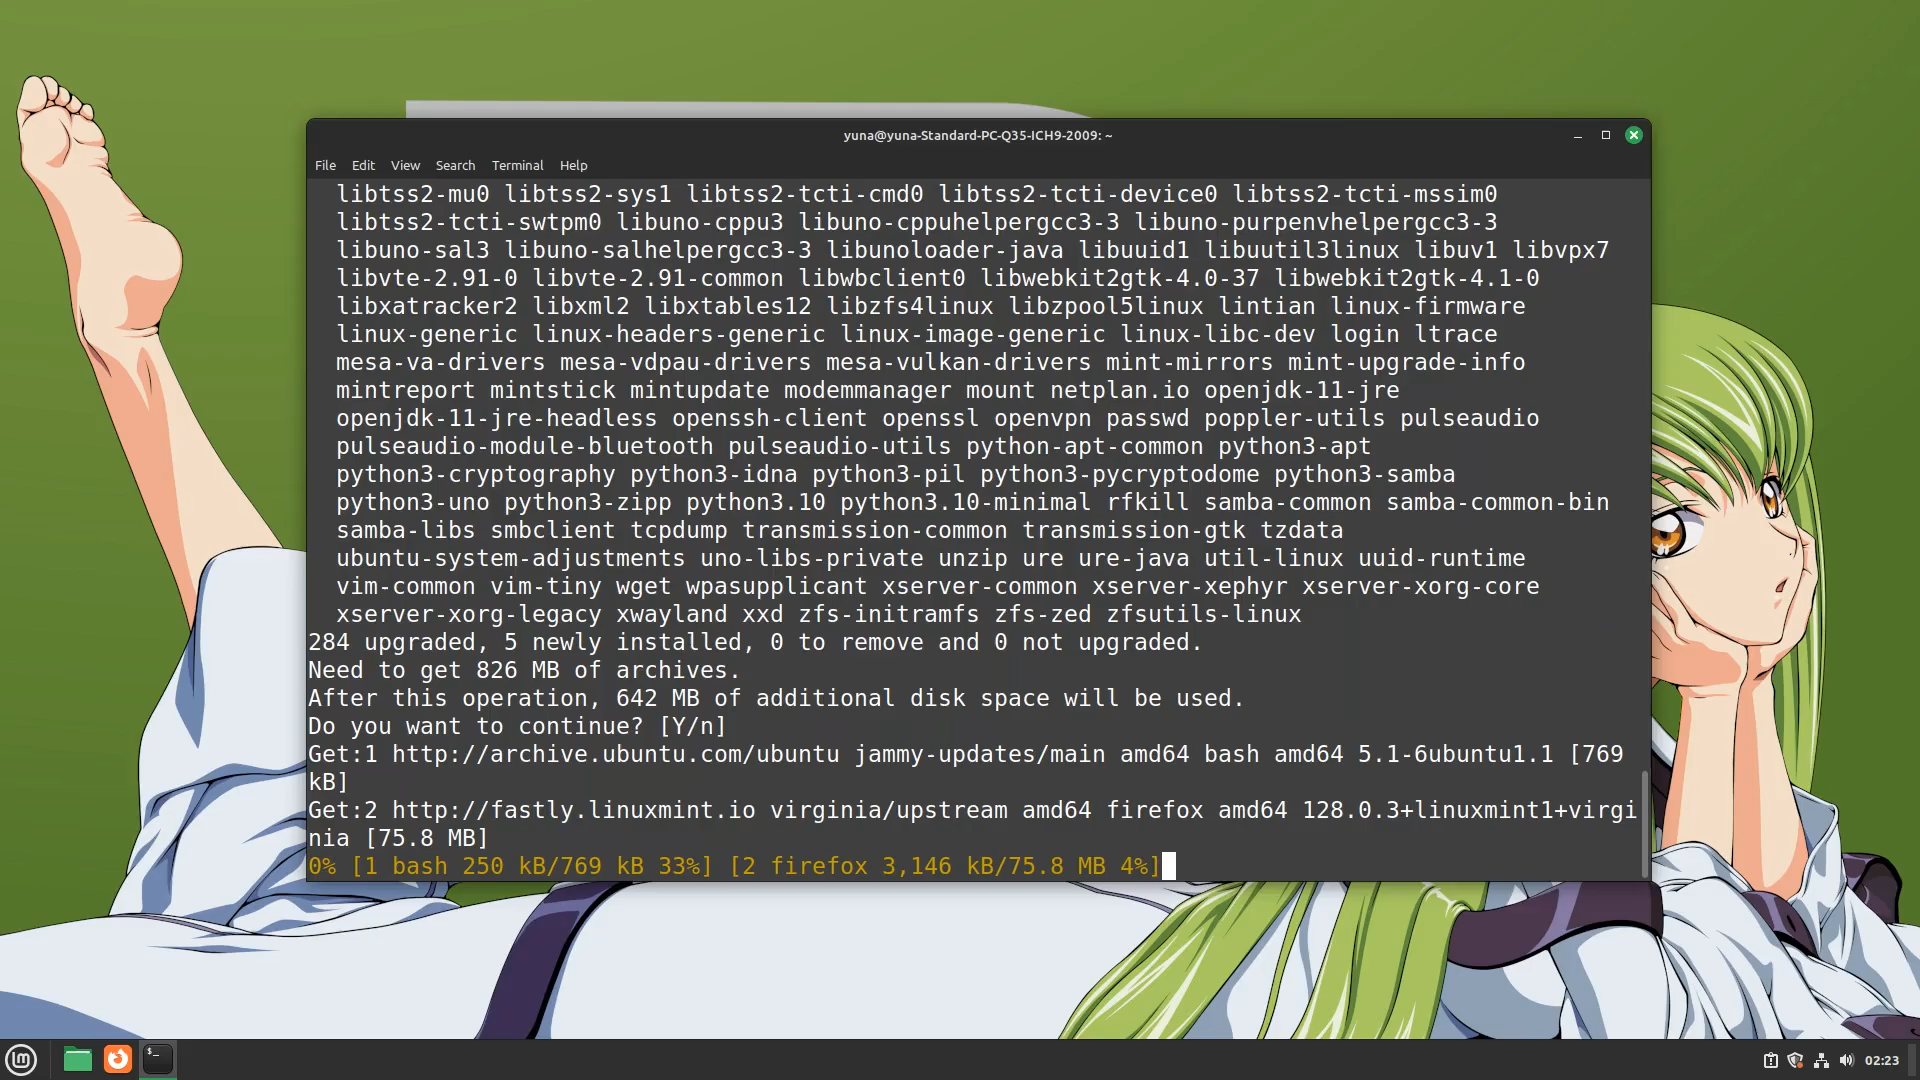 yuna@yuna-Standard-PC-Q35-ICH9-2009: ~
File Edit View Search Terminal Help
libtss2-mu0 libtss2-sys1 libtss2-tcti-cmd0 libtss2-tcti-device0 libtss2-tcti-mssim0
libtss2-tcti-swtpm0 libuno-cppu3 libuno-cppuhelpergcc3-3 libuno-purpenvhelpergcc3-3
libuno-sal3 libuno-salhelpergcc3-3 libunoloader-java libuuid1 libuutil3linux libuv1 libvpx7
libvte-2.91-0 libvte-2.91-common libwbclient0 libwebkit2gtk-4.0-37 libwebkit2gtk-4.1-0
libxatracker2 libxml2 libxtables12 libzfs4linux libzpool5linux lintian linux-firmware
linux-generic linux-headers-generic linux-image-generic linux-libc-dev login ltrace
mesa-va-drivers mesa-vdpau-drivers mesa-vulkan-drivers mint-mirrors mint-upgrade-info
mintreport mintstick mintupdate modemmanager mount netplan.io openjdk-11-jre
openjdk-11-jre-headless openssh-client openssl openvpn passwd poppler-utils pulseaudio
pulseaudio-module-bluetooth pulseaudio-utils python-apt-common python3-apt
python3-cryptography python3-idna python3-pil python3-pycryptodome python3-samba
python3-uno python3-zipp python3.10 python3.10-minimal rfkill samba-common samba-common-bin
samba-libs smbclient tcpdump transmission-common transmission-gtk tzdata
ubuntu-system-adjustments uno-libs-private unzip ure ure-java util-linux uuid-runtime
vim-common vim-tiny wget wpasupplicant xserver-common xserver-xephyr xserver-xorg-core
xserver-xorg-legacy xwayland xxd zfs-initramfs zfs-zed zfsutils-linux
284 upgraded, 5 newly installed, 0 to remove and 0 not upgraded.
Need to get 826 MB of archives.
After this operation, 642 MB of additional disk space will be used.
Do you want to continue? [Y/n]
Get:1 http://archive.ubuntu.com/ubuntu jammy-updates/main amd64 bash amd64 5.1-6ubuntu1.1 [769
kB]
Get:2 http://fastly.linuxmint.io virginia/upstream amd64 firefox amd64 128.0.3+linuxmint1+virgi
nia [75.8 MB]
0% [1 bash 250 kB/769 kB 33%] [2 firefox 3,146 kB/75.8 MB 4%]
lm
$_
02:23